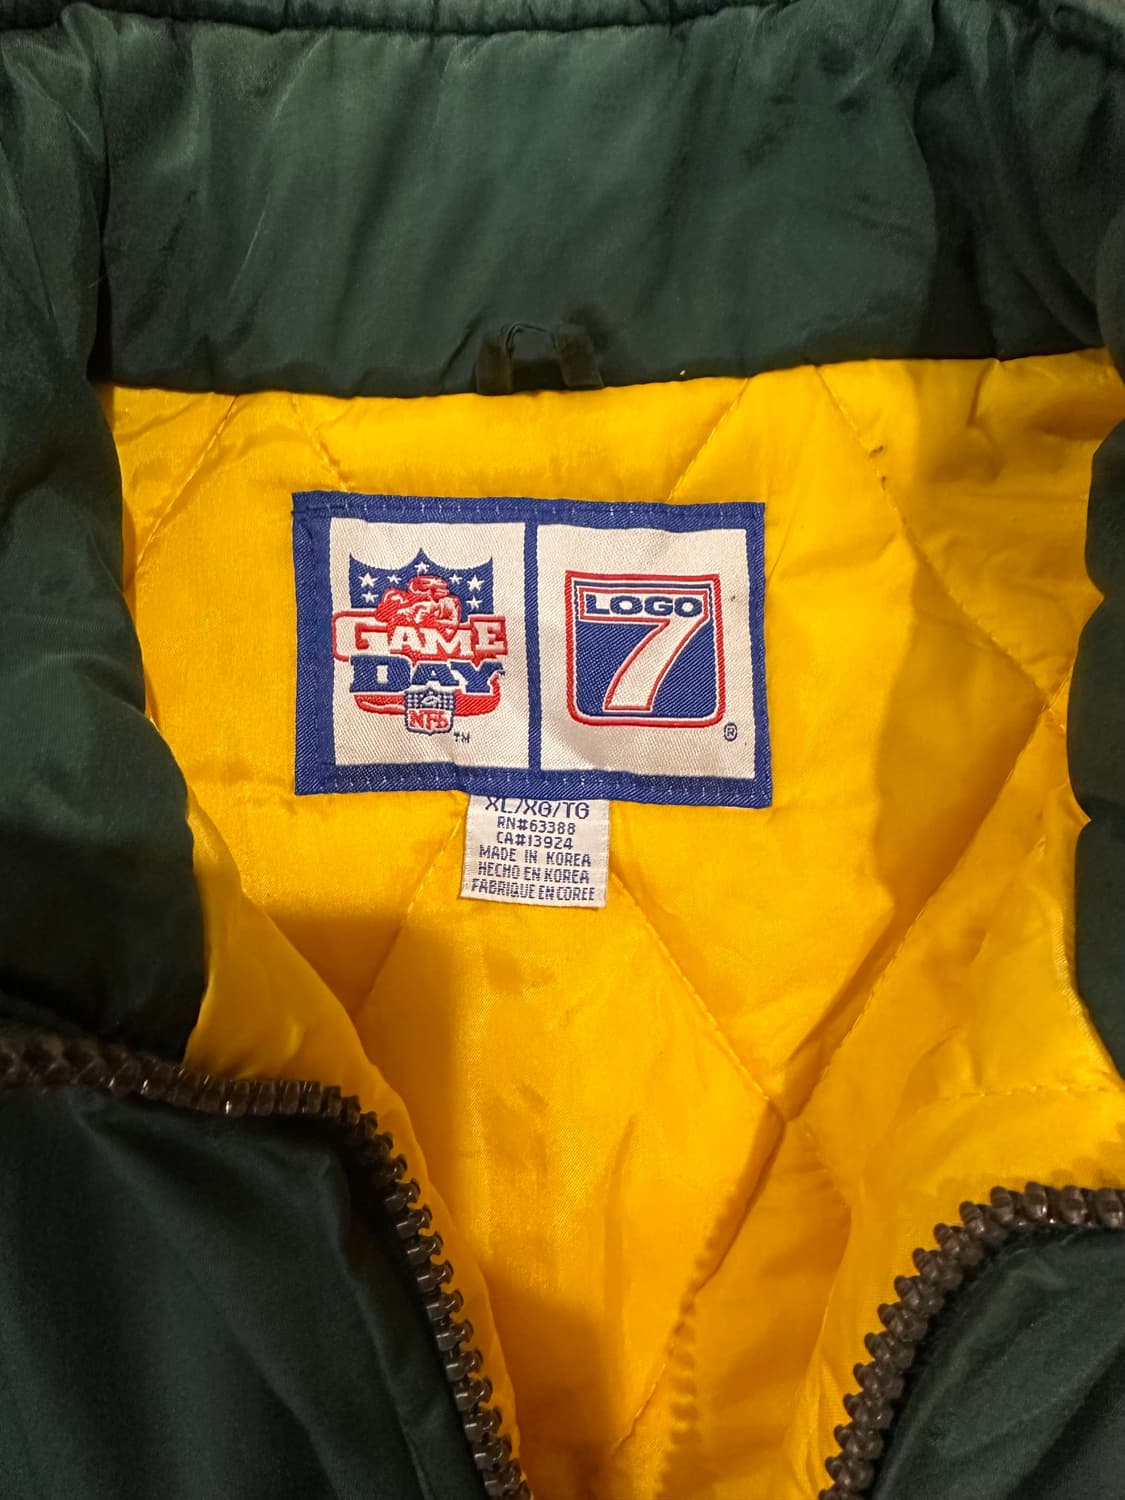 GAME
DAY™
NFL
™
LOGO
7
®
XL/XG/TG
RN#63388
CA#13924
MADE IN KOREA
HECHO EN KOREA
FABRIQUE EN COREE